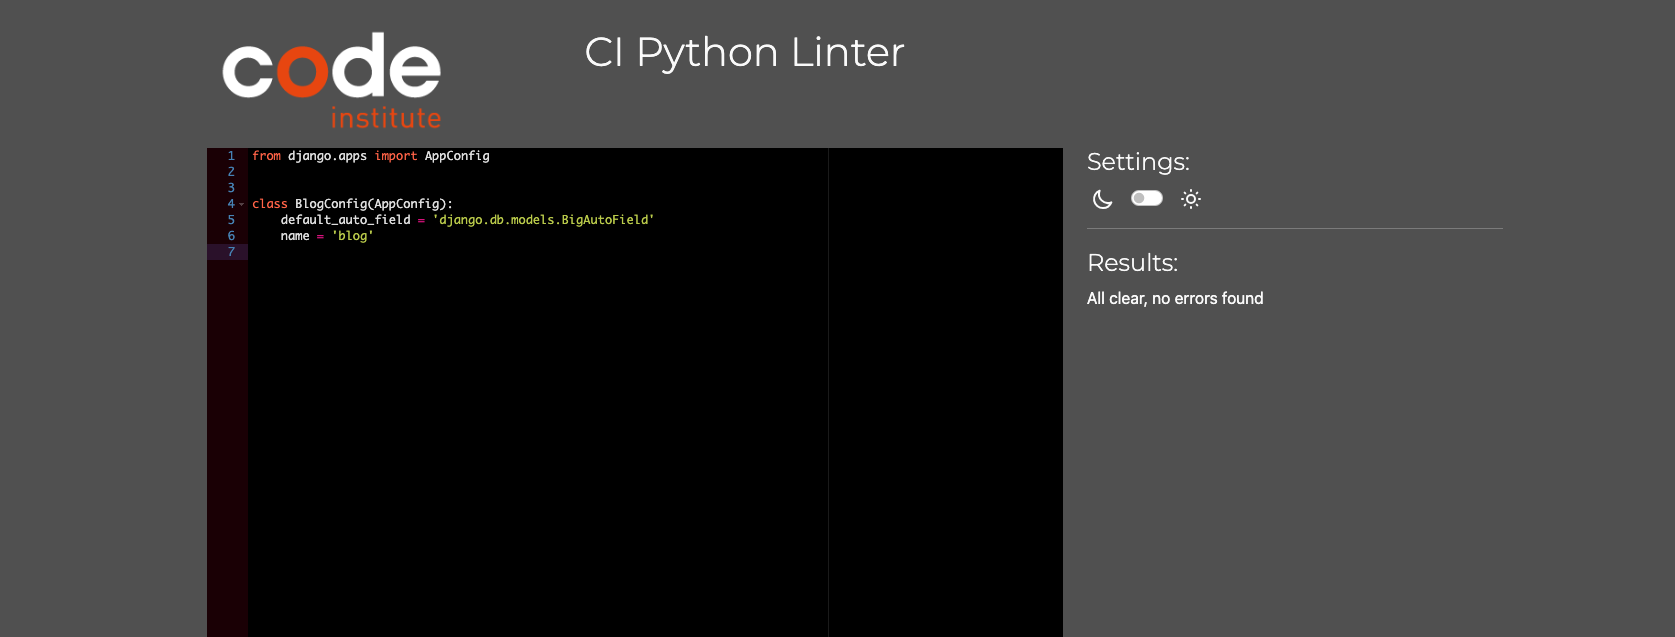 code
institute
CI Python Linter
1 from django.apps import AppConfig
2
3
4 class BlogConfig(AppConfig):
5     default_auto_field = 'django.db.models.BigAutoField'
6     name = 'blog'
7
Settings:
Results:
All clear, no errors found